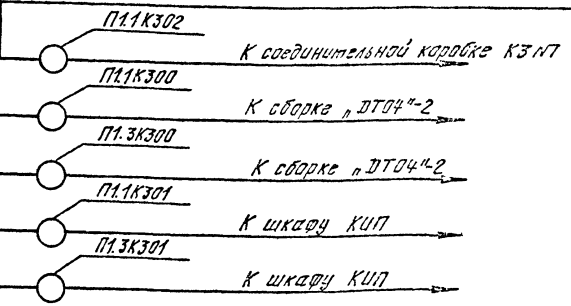 П1.1К302
К соединительной коробке КЗ №7
П1.1К300
К сборке „DT04"-2
П1.3К300
К сборке „DT04"-2
П1.1К301
К шкафу КИП
П1.3К301
К шкафу КИП